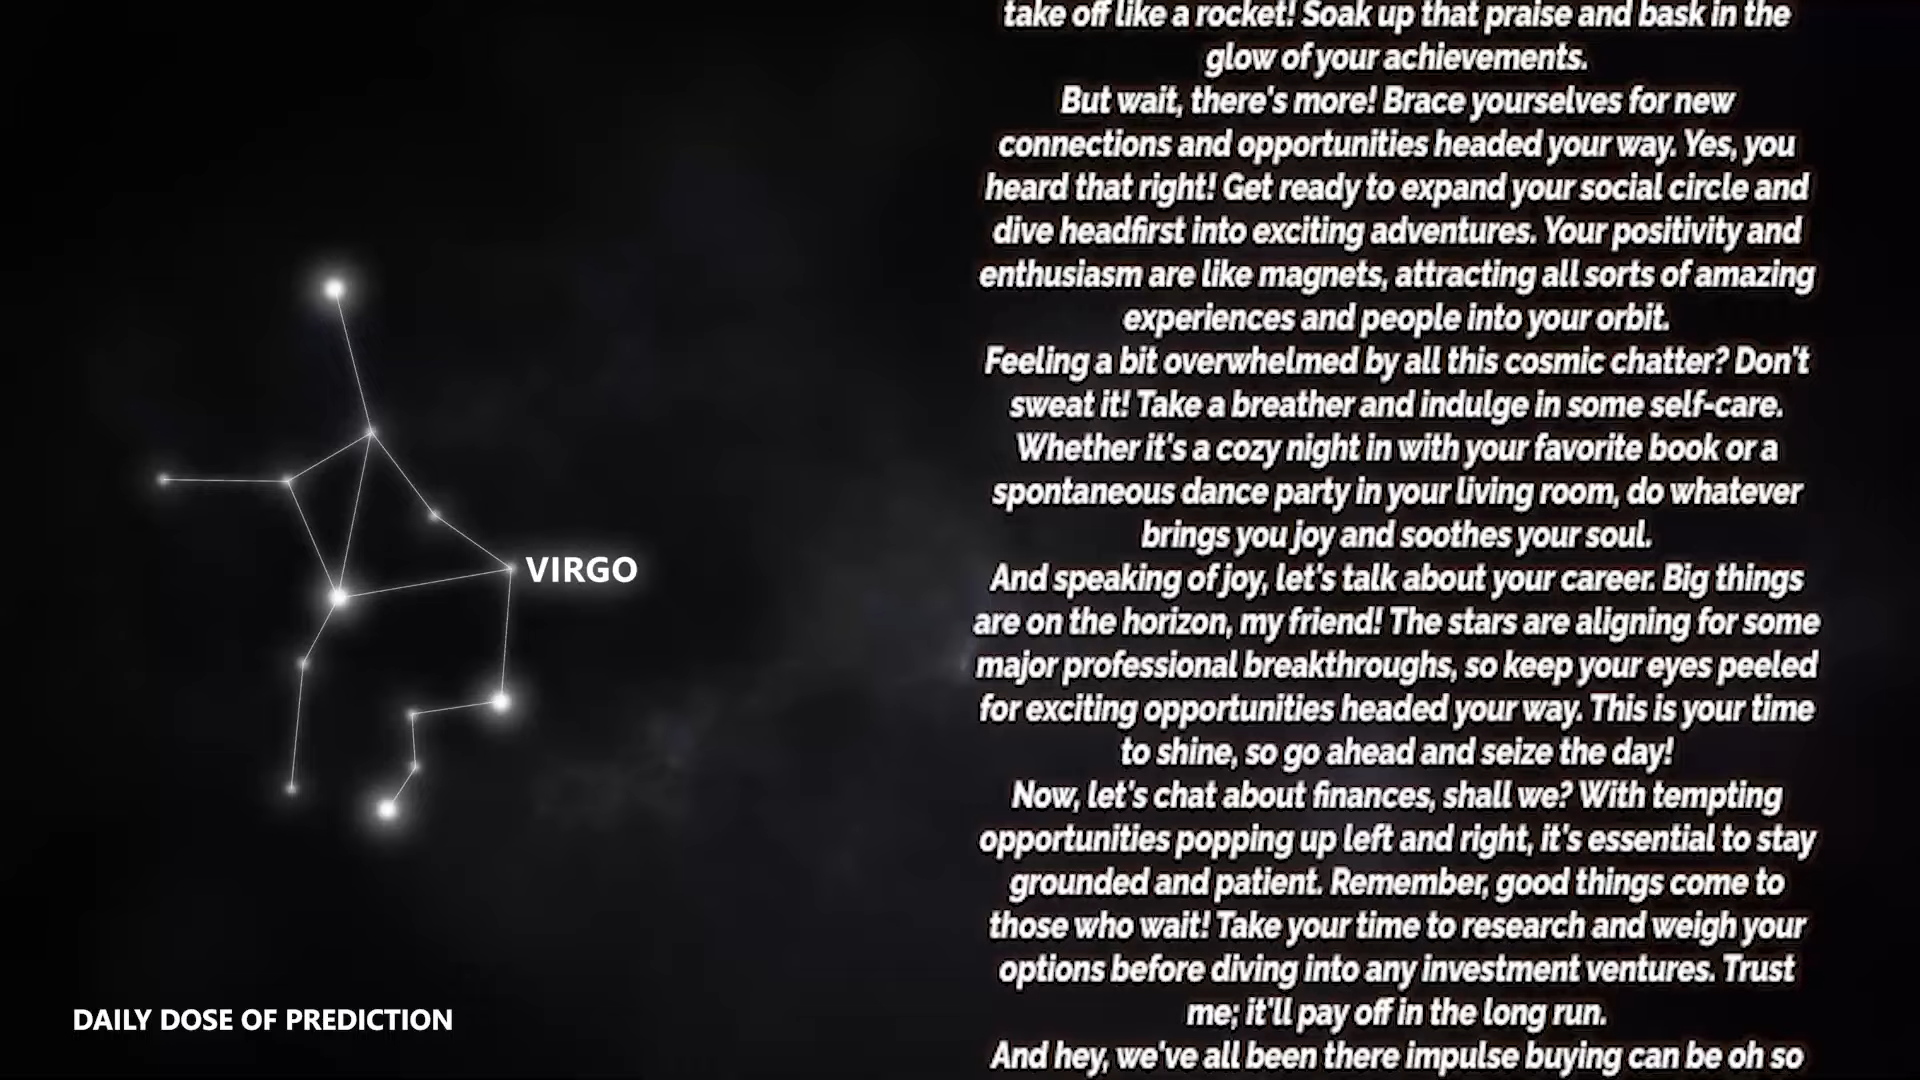 take off like a rocket! Soak up that praise and bask in the
glow of your achievements.
But wait, there's more! Brace yourselves for new
connections and opportunities headed your way. Yes, you
heard that right! Get ready to expand your social circle and
dive headfirst into exciting adventures. Your positivity and
enthusiasm are like magnets, attracting all sorts of amazing
experiences and people into your orbit.
Feeling a bit overwhelmed by all this cosmic chatter? Don't
sweat it! Take a breather and indulge in some self-care.
Whether it's a cozy night in with your favorite book or a
spontaneous dance party in your living room, do whatever
brings you joy and soothes your soul.
And speaking of joy, let's talk about your career. Big things
are on the horizon, my friend! The stars are aligning for some
major professional breakthroughs, so keep your eyes peeled
for exciting opportunities headed your way. This is your time
to shine, so go ahead and seize the day!
Now, let's chat about finances, shall we? With tempting
opportunities popping up left and right, it's essential to stay
grounded and patient. Remember, good things come to
those who wait! Take your time to research and weigh your
options before diving into any investment ventures. Trust
me; it'll pay off in the long run.
And hey, we've all been there impulse buying can be oh so
VIRGO
DAILY DOSE OF PREDICTION